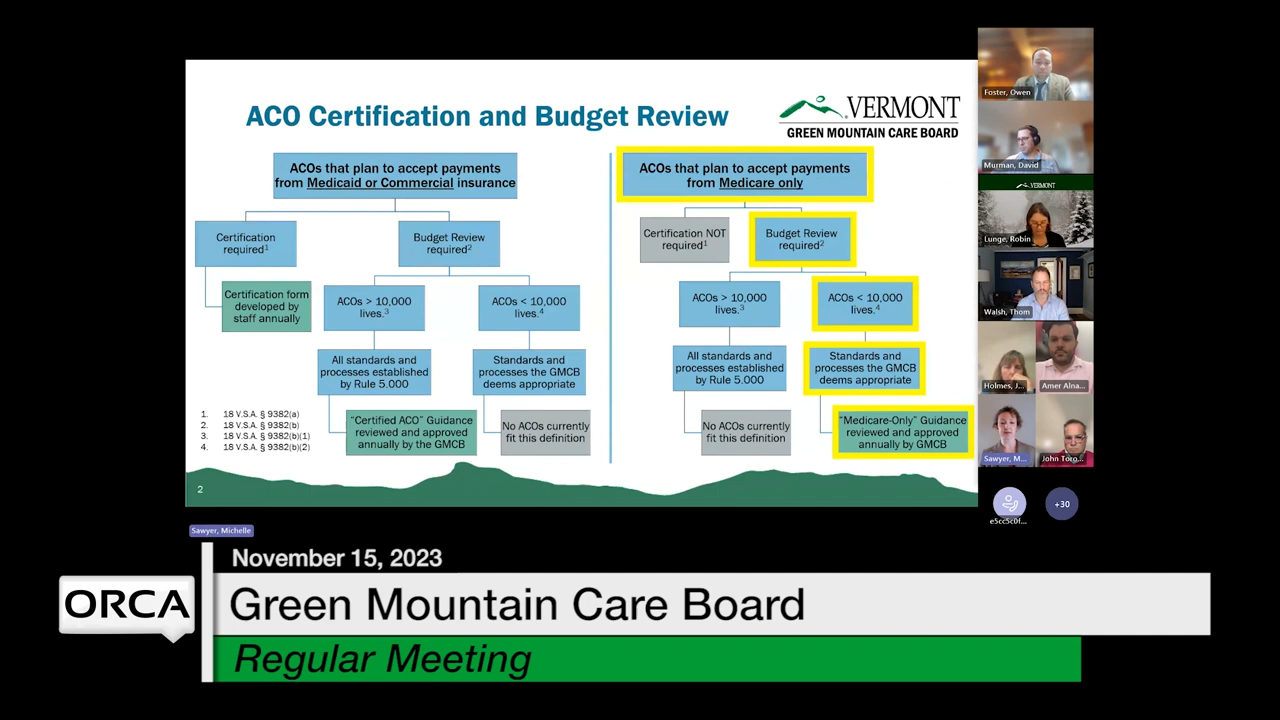 ACO Certification and Budget Review
VERMONT
GREEN MOUNTAIN CARE BOARD
ACOs that plan to accept payments
from Medicaid or Commercial insurance
Certification
required¹
Budget Review
required²
Certification form
developed by
staff annually
ACOs > 10,000
lives.³
ACOs < 10,000
lives.⁴
All standards and
processes established
by Rule 5.000
Standards and
processes the GMCB
deems appropriate
"Certified ACO" Guidance
reviewed and approved
annually by the GMCB
No ACOs currently
fit this definition
1. 18 V.S.A. § 9382(a)
2. 18 V.S.A. § 9382(b)
3. 18 V.S.A. § 9382(b)(1)
4. 18 V.S.A. § 9382(b)(2)
ACOs that plan to accept payments
from Medicare only
Certification NOT
required¹
Budget Review
required²
ACOs > 10,000
lives.³
ACOs < 10,000
lives.⁴
All standards and
processes established
by Rule 5.000
Standards and
processes the GMCB
deems appropriate
No ACOs currently
fit this definition
"Medicare-Only" Guidance
reviewed and approved
annually by GMCB
2
Foster, Owen
Murman, David
VERMONT
Lunge, Robin
Walsh, Thom
Holmes, J...
Amer Alna...
Sawyer, M...
John Toro...
e5cc5c0f...
+30
Sawyer, Michelle
November 15, 2023
ORCA
Green Mountain Care Board
Regular Meeting